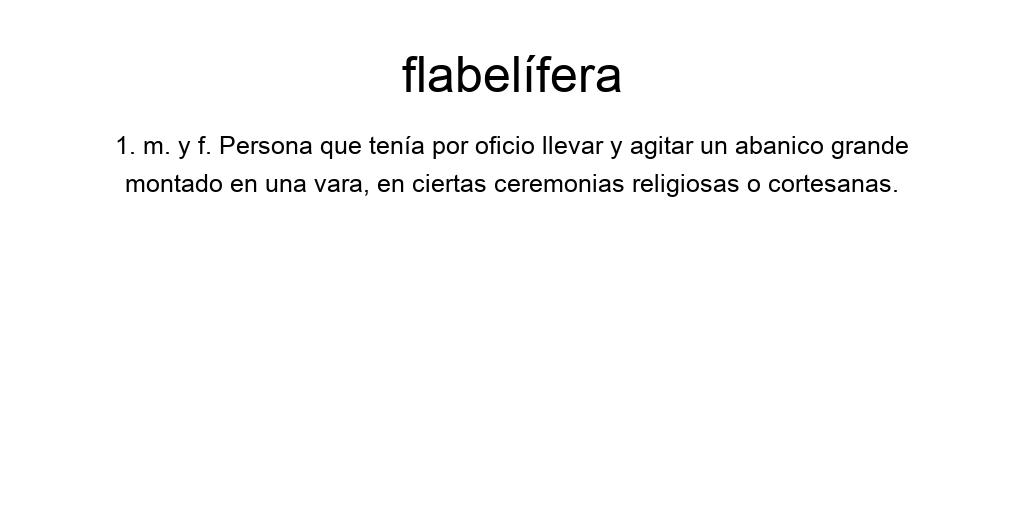 flabelífera
1. m. y f. Persona que tenía por oficio llevar y agitar un abanico grande
montado en una vara, en ciertas ceremonias religiosas o cortesanas.